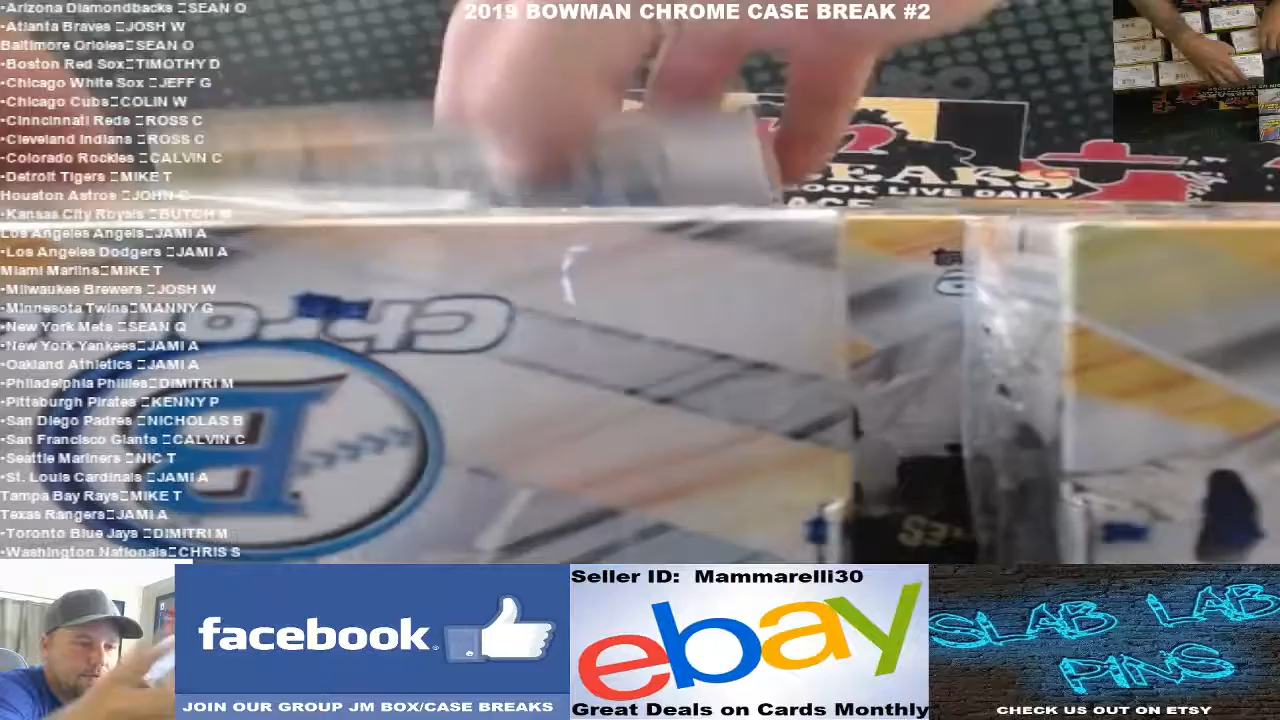 2019 BOWMAN CHROME CASE BREAK #2
•Arizona Diamondbacks SEAN O
•Atlanta Braves JOSH W
Baltimore Orioles SEAN O
•Boston Red Sox TIMOTHY D
•Chicago White Sox JEFF G
•Chicago Cubs COLIN W
•Cinncinnati Reds ROSS C
•Cleveland Indians ROSS C
•Colorado Rockies CALVIN C
•Detroit Tigers MIKE T
Houston Astros JOHN C
•Kansas City Royals BUTCH
Los Angeles Angels JAMI A
•Los Angeles Dodgers JAMI A
Miami Marlins MIKE T
•Milwaukee Brewers JOSH W
•Minnesota Twins MANNY G
•New York Mets SEAN O
•New York Yankees JAMI A
•Oakland Athletics JAMI A
•Philadelphia Phillies DIMITRI M
•Pittsburgh Pirates KENNY P
•San Diego Padres NICHOLAS B
•San Francisco Giants CALVIN C
•Seattle Mariners NIC T
•St. Louis Cardinals JAMI A
Tampa Bay Rays MIKE T
Texas Rangers JAMI A
•Toronto Blue Jays DIMITRI M
•Washington Nationals CHRIS S
OOK LIVE DAILY
Chro
B
facebook
JOIN OUR GROUP JM BOX/CASE BREAKS
Seller ID: Mammarelli30
ebay
Great Deals on Cards Monthly
SLAB LAB
PINS
CHECK US OUT ON ETSY